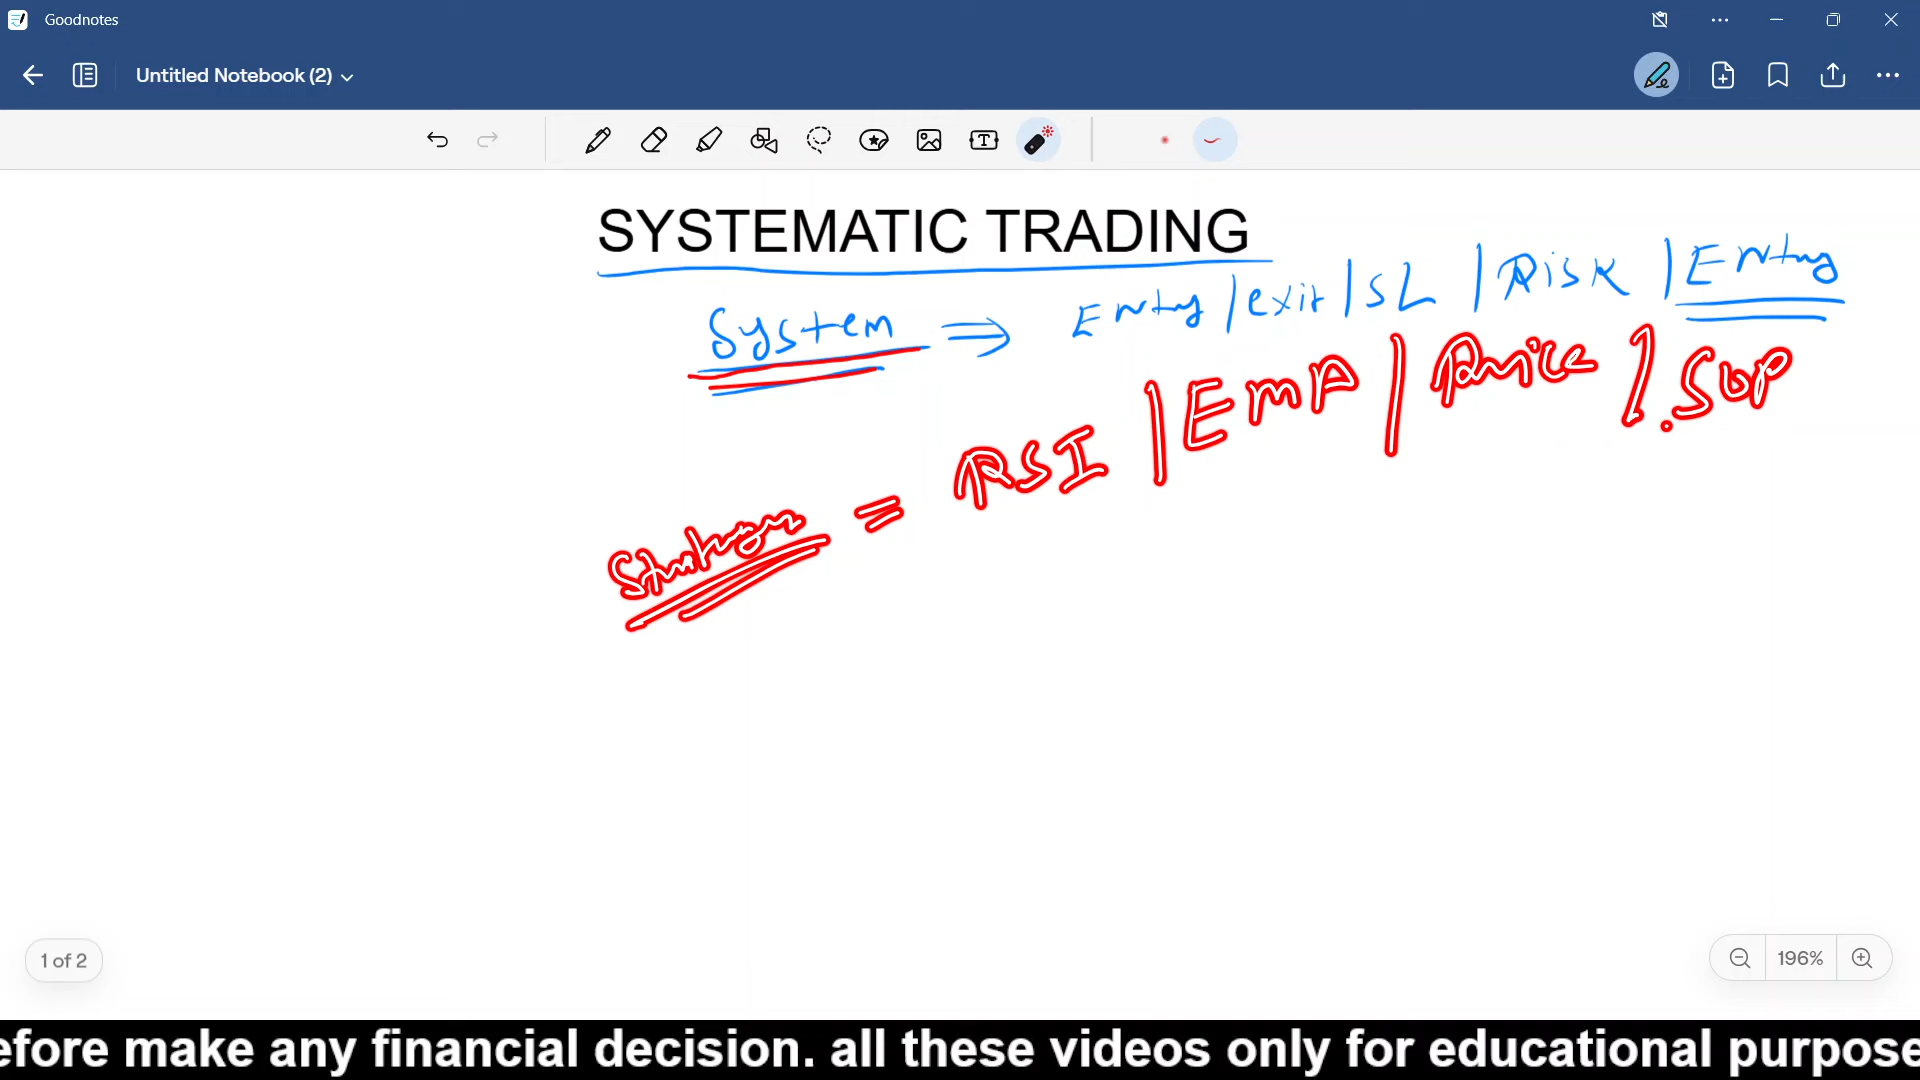 Goodnotes
Untitled Notebook (2)
SYSTEMATIC TRADING
System ⇒ Entry | exit | SL | Risk | Entry
Strategy = RSI | EMA | Price | SUP
1 of 2
196%
efore make any financial decision. all these videos only for educational purpose